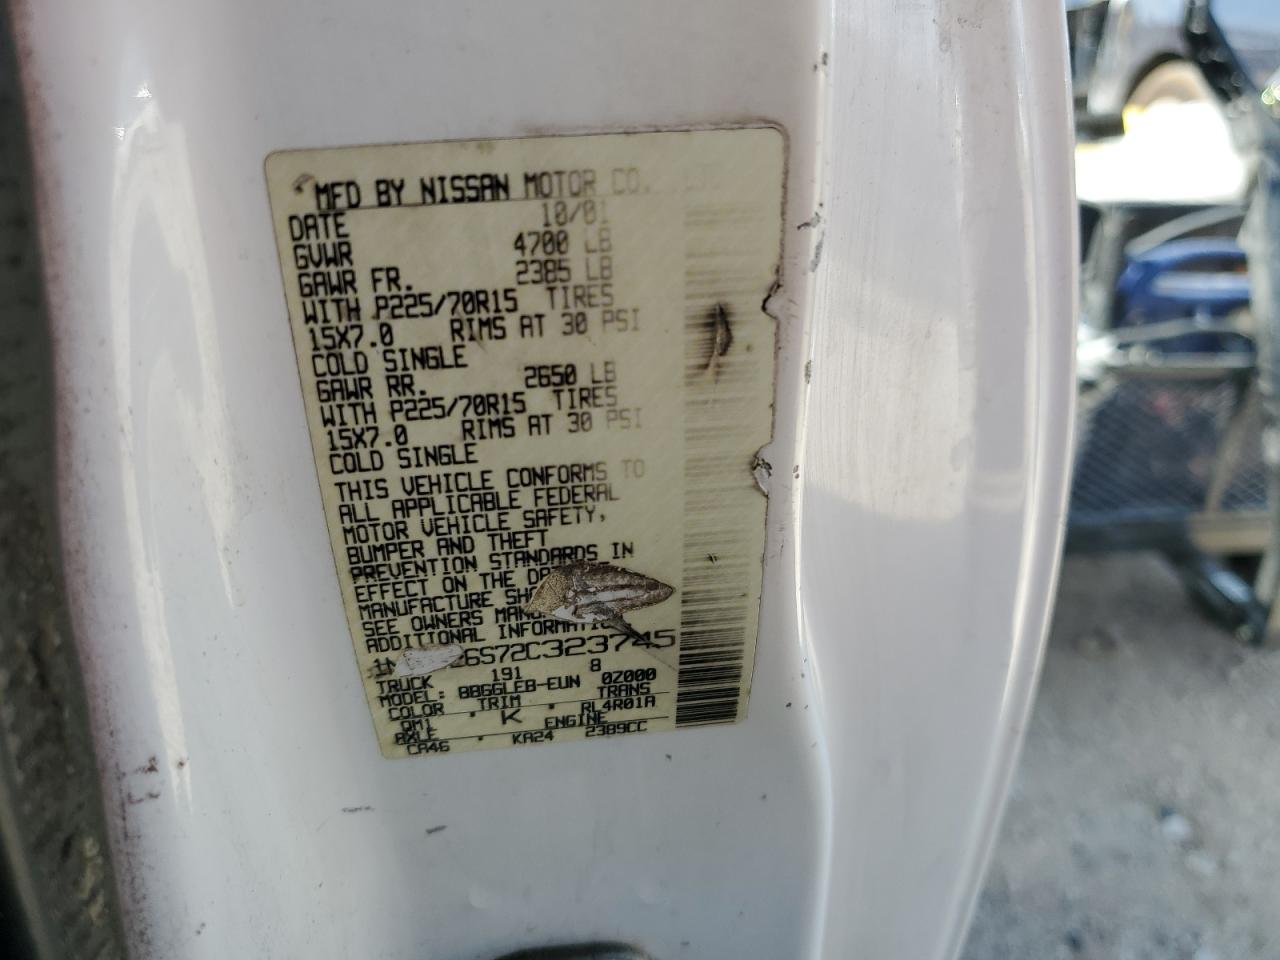 MFD BY NISSAN MOTOR CO.
DATE 10/01
GVWR 4700 LB
GAWR FR. 2385 LB
WITH P225/70R15 TIRES
15X7.0 RIMS AT 30 PSI
COLD SINGLE
GAWR RR. 2650 LB
WITH P225/70R15 TIRES
15X7.0 RIMS AT 30 PSI
COLD SINGLE
THIS VEHICLE CONFORMS TO
ALL APPLICABLE FEDERAL
MOTOR VEHICLE SAFETY,
BUMPER AND THEFT
PREVENTION STANDARDS IN
EFFECT ON THE
MANUFACTURE
SEE OWNERS
ADDITIONAL
6S72C323745
TRUCK 191 8
MODEL: BBGGLEB-EUN 0Z000
COLOR TRIM TRANS
QM1 * K * RL4R01A
AXLE ENGINE
CA46 * KA24 2389CC